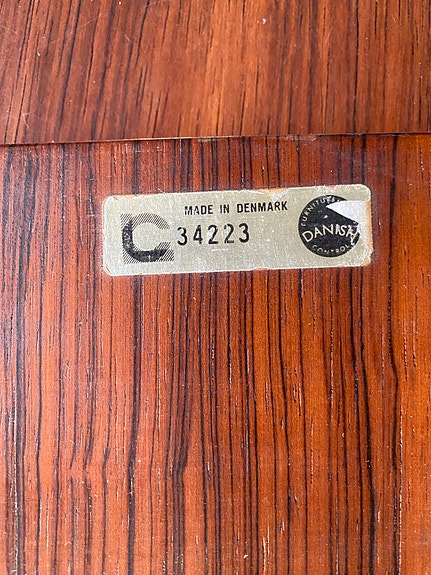 MADE IN DENMARK
34223
FURNITURE
DANISH
CONTROL